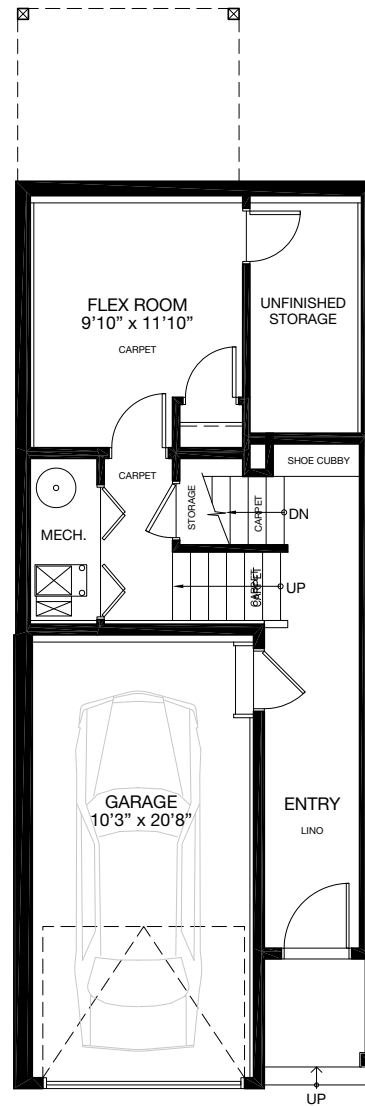 FLEX ROOM
9’10” x 11’10”
CARPET
UNFINISHED
STORAGE
SHOE CUBBY
CARPET
STORAGE
CARPET
DN
MECH.
CARPET
CARPET
UP
GARAGE
10’3” x 20’8”
ENTRY
LINO
UP